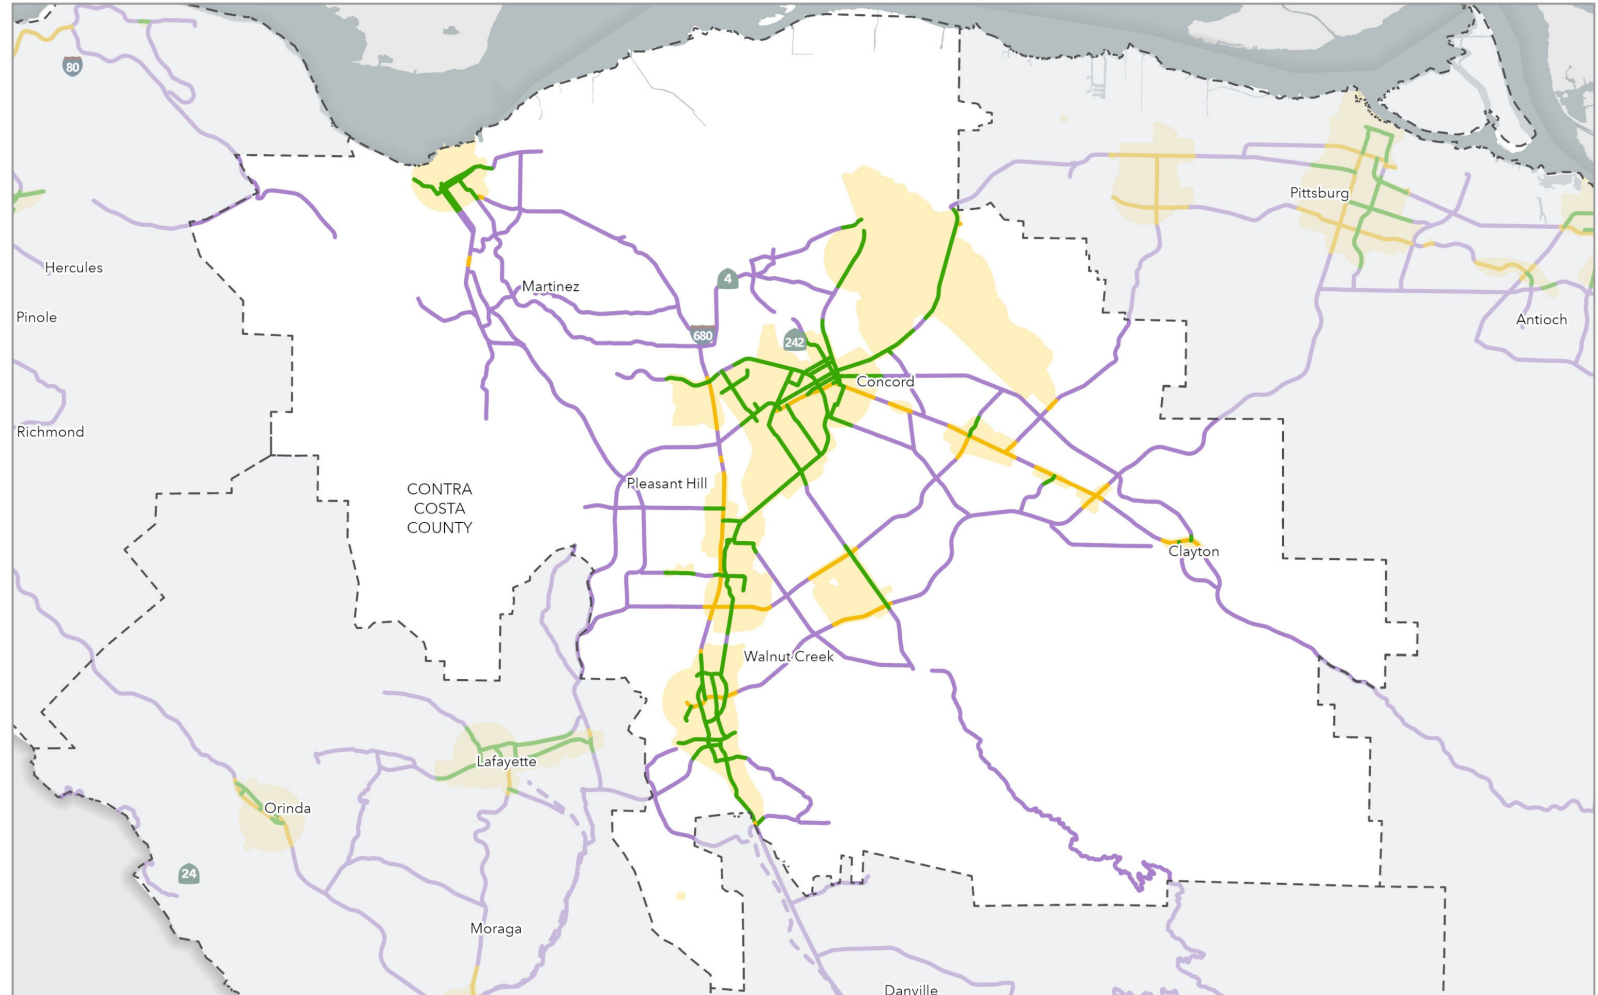 80
Pittsburg
Hercules
4
Martinez
Pinole
Antioch
680
242
Concord
Richmond
Pleasant Hill
CONTRA
COSTA
COUNTY
Clayton
Walnut Creek
Lafayette
Orinda
24
Moraga
Danville